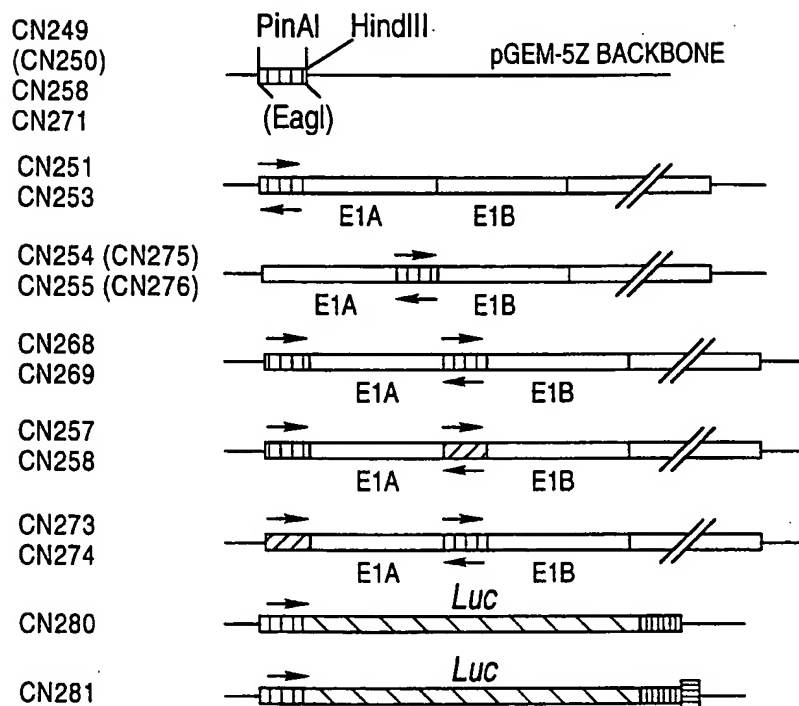 CN249
(CN250)
CN258
CN271
PinAI HindIII
pGEM-5Z BACKBONE
(EagI)
CN251
CN253
E1A E1B
CN254 (CN275)
CN255 (CN276)
E1A E1B
CN268
CN269
E1A E1B
CN257
CN258
E1A E1B
CN273
CN274
E1A E1B
CN280
Luc
CN281
Luc